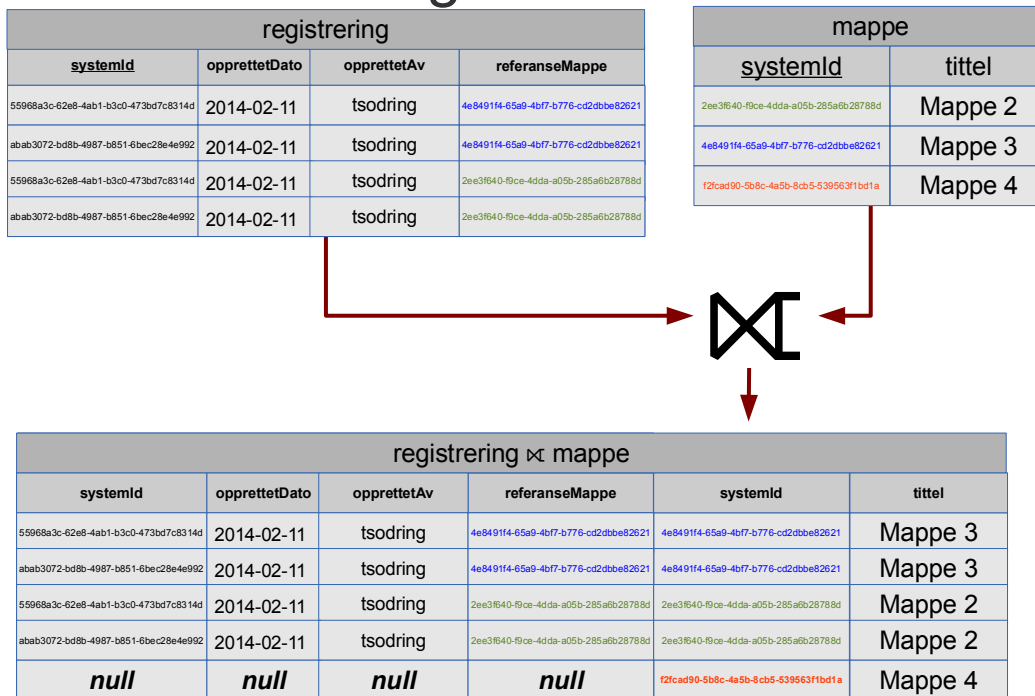 registrering
systemId opprettetDato opprettetAv referanseMappe
55968a3c-62e8-4ab1-b3c0-473bd7c8314d 2014-02-11 tsodring 4e8491f4-65a9-4bf7-b776-cd2dbbe82621
abab3072-bd8b-4987-b851-6bec28e4e992 2014-02-11 tsodring 4e8491f4-65a9-4bf7-b776-cd2dbbe82621
55968a3c-62e8-4ab1-b3c0-473bd7c8314d 2014-02-11 tsodring 2ee3f640-f9ce-4dda-a05b-285a6b28788d
abab3072-bd8b-4987-b851-6bec28e4e992 2014-02-11 tsodring 2ee3f640-f9ce-4dda-a05b-285a6b28788d
mappe
systemId tittel
2ee3f640-f9ce-4dda-a05b-285a6b28788d Mappe 2
4e8491f4-65a9-4bf7-b776-cd2dbbe82621 Mappe 3
f2fcad90-5b8c-4a5b-8cb5-539563f1bd1a Mappe 4
⟖
registrering ⟖ mappe
systemId opprettetDato opprettetAv referanseMappe systemId tittel
55968a3c-62e8-4ab1-b3c0-473bd7c8314d 2014-02-11 tsodring 4e8491f4-65a9-4bf7-b776-cd2dbbe82621 4e8491f4-65a9-4bf7-b776-cd2dbbe82621 Mappe 3
abab3072-bd8b-4987-b851-6bec28e4e992 2014-02-11 tsodring 4e8491f4-65a9-4bf7-b776-cd2dbbe82621 4e8491f4-65a9-4bf7-b776-cd2dbbe82621 Mappe 3
55968a3c-62e8-4ab1-b3c0-473bd7c8314d 2014-02-11 tsodring 2ee3f640-f9ce-4dda-a05b-285a6b28788d 2ee3f640-f9ce-4dda-a05b-285a6b28788d Mappe 2
abab3072-bd8b-4987-b851-6bec28e4e992 2014-02-11 tsodring 2ee3f640-f9ce-4dda-a05b-285a6b28788d 2ee3f640-f9ce-4dda-a05b-285a6b28788d Mappe 2
null null null null f2fcad90-5b8c-4a5b-8cb5-539563f1bd1a Mappe 4